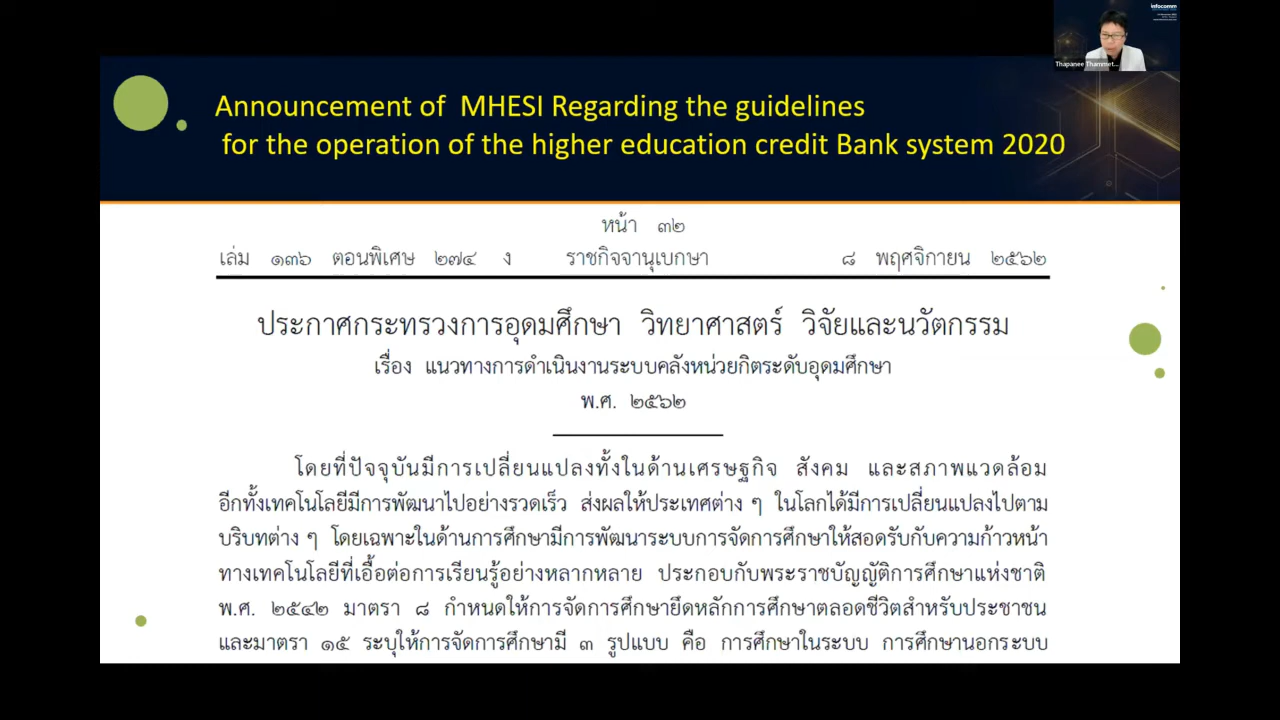 infocomm
Thapanee Thammet...
Announcement of MHESI Regarding the guidelines
for the operation of the higher education credit Bank system 2020
หน้า ๓๒
เล่ม ๑๓๖ ตอนพิเศษ ๒๗๔ ง ราชกิจจานุเบกษา ๘ พฤศจิกายน ๒๕๖๒
ประกาศกระทรวงการอุดมศึกษา วิทยาศาสตร์ วิจัยและนวัตกรรม
เรื่อง แนวทางการดำเนินงานระบบคลังหน่วยกิตระดับอุดมศึกษา
พ.ศ. ๒๕๖๒
โดยที่ปัจจุบันมีการเปลี่ยนแปลงทั้งในด้านเศรษฐกิจ สังคม และสภาพแวดล้อม
อีกทั้งเทคโนโลยีมีการพัฒนาไปอย่างรวดเร็ว ส่งผลให้ประเทศต่าง ๆ ในโลกได้มีการเปลี่ยนแปลงไปตาม
บริบทต่าง ๆ โดยเฉพาะในด้านการศึกษามีการพัฒนาระบบการจัดการศึกษาให้สอดรับกับความก้าวหน้า
ทางเทคโนโลยีที่เอื้อต่อการเรียนรู้อย่างหลากหลาย ประกอบกับพระราชบัญญัติการศึกษาแห่งชาติ
พ.ศ. ๒๕๔๒ มาตรา ๘ กำหนดให้การจัดการศึกษายึดหลักการศึกษาตลอดชีวิตสำหรับประชาชน
และมาตรา ๑๕ ระบุให้การจัดการศึกษามี ๓ รูปแบบ คือ การศึกษาในระบบ การศึกษานอกระบบ